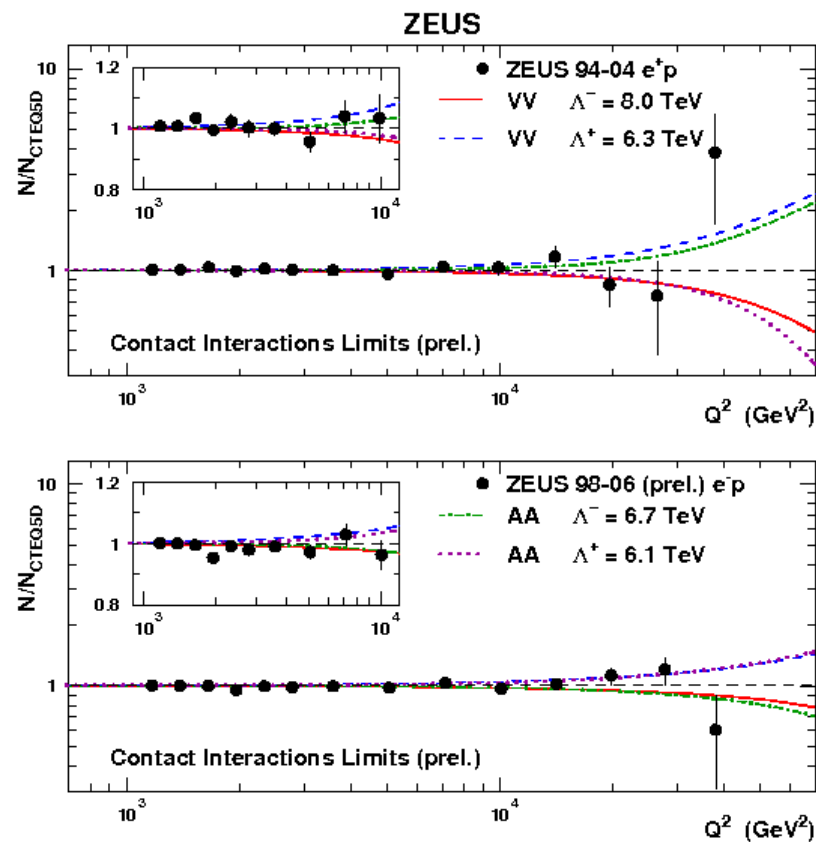 ZEUS
N/N_CTEQ5D
10
1
1.2
1
0.8
10³
10⁴
ZEUS 94-04 e⁺p
VV Λ⁻ = 8.0 TeV
VV Λ⁺ = 6.3 TeV
Contact Interactions Limits (prel.)
10³
10⁴
Q² (GeV²)
N/N_CTEQ5D
10
1
1.2
1
0.8
10³
10⁴
ZEUS 98-06 (prel.) e⁻p
AA Λ⁻ = 6.7 TeV
AA Λ⁺ = 6.1 TeV
Contact Interactions Limits (prel.)
10³
10⁴
Q² (GeV²)